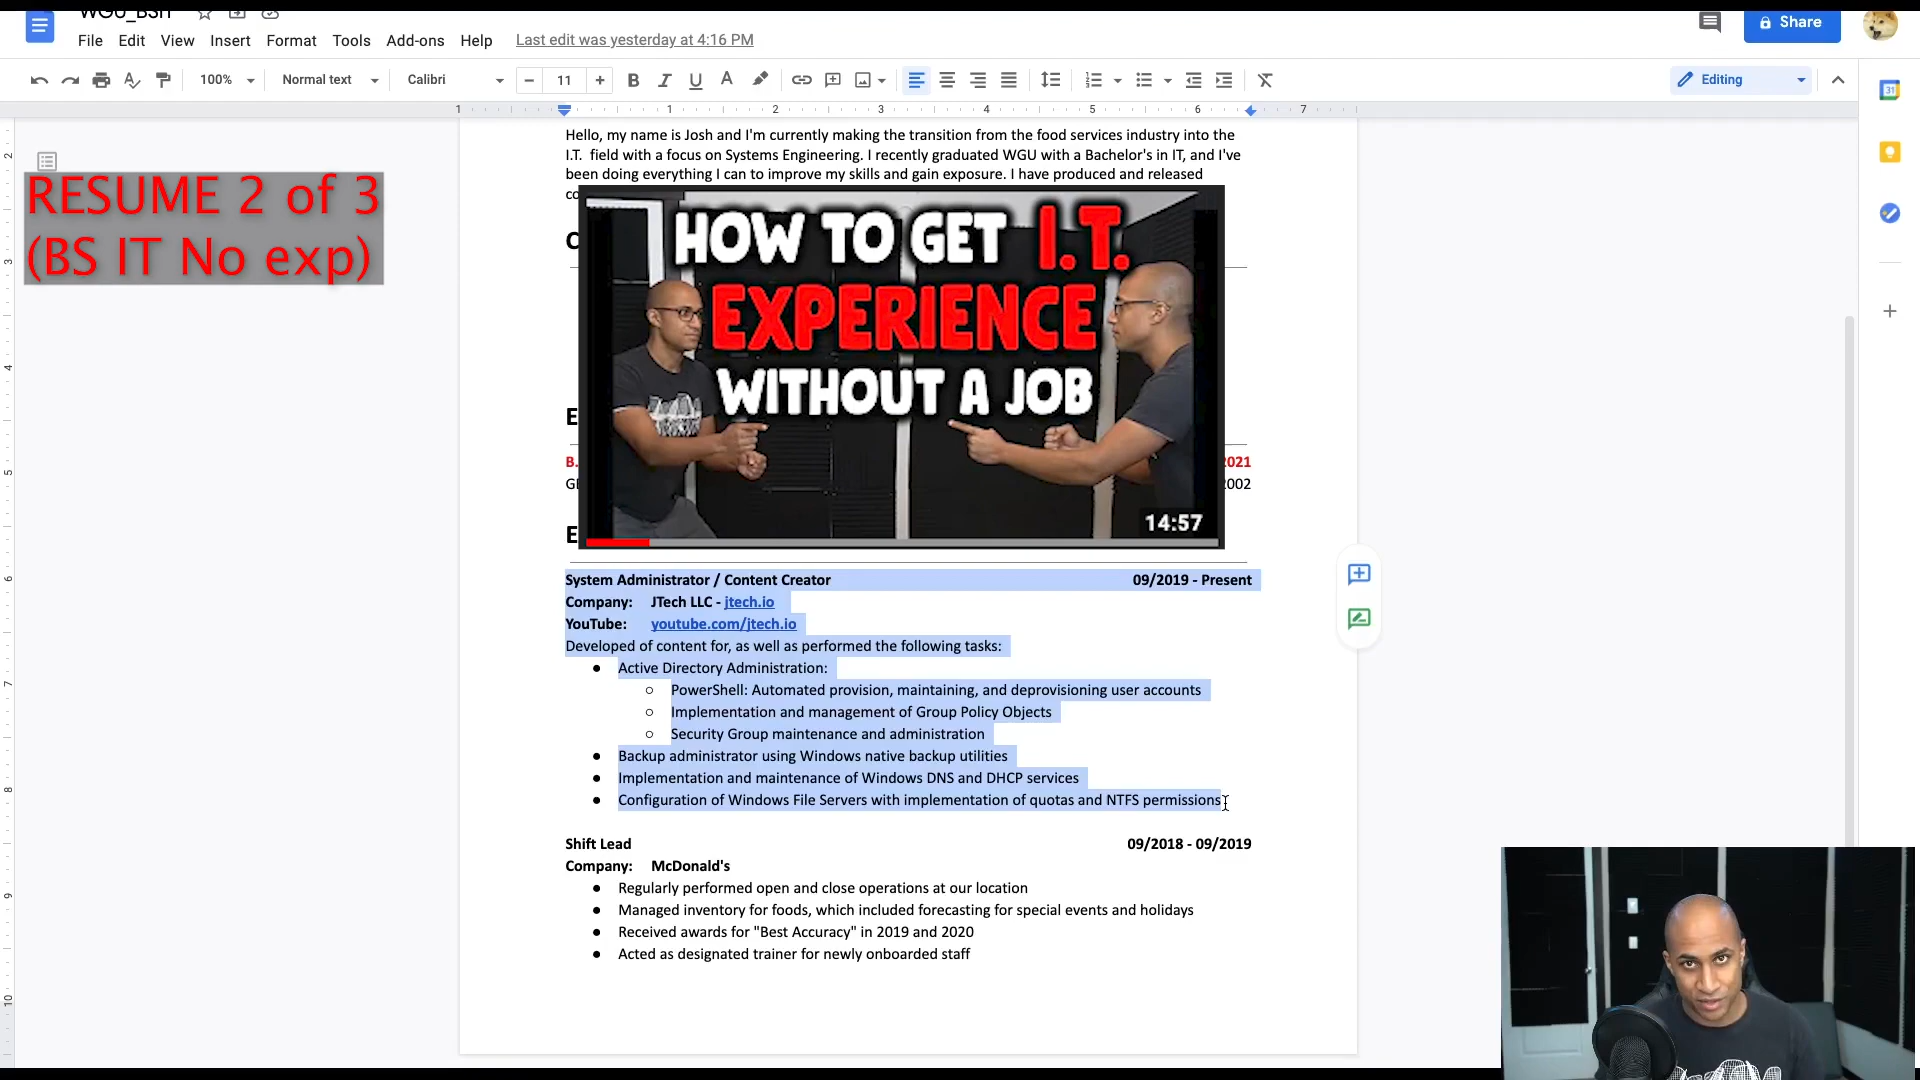 File Edit View Insert Format Tools Add-ons Help Last edit was yesterday at 4:16 PM
Share
100% Normal text Calibri 11 Editing
1 1 2 3 4 5 6 7
RESUME 2 of 3
(BS IT No exp)
Hello, my name is Josh and I'm currently making the transition from the food services industry into the
I.T. field with a focus on Systems Engineering. I recently graduated WGU with a Bachelor's in IT, and I've
been doing everything I can to improve my skills and gain exposure. I have produced and released
HOW TO GET I.T.
EXPERIENCE
WITHOUT A JOB
14:57
System Administrator / Content Creator 09/2019 - Present
Company: JTech LLC - jtech.io
YouTube: youtube.com/jtech.io
Developed of content for, as well as performed the following tasks:
● Active Directory Administration:
○ PowerShell: Automated provision, maintaining, and deprovisioning user accounts
○ Implementation and management of Group Policy Objects
○ Security Group maintenance and administration
● Backup administrator using Windows native backup utilities
● Implementation and maintenance of Windows DNS and DHCP services
● Configuration of Windows File Servers with implementation of quotas and NTFS permissions
Shift Lead 09/2018 - 09/2019
Company: McDonald's
● Regularly performed open and close operations at our location
● Managed inventory for foods, which included forecasting for special events and holidays
● Received awards for "Best Accuracy" in 2019 and 2020
● Acted as designated trainer for newly onboarded staff